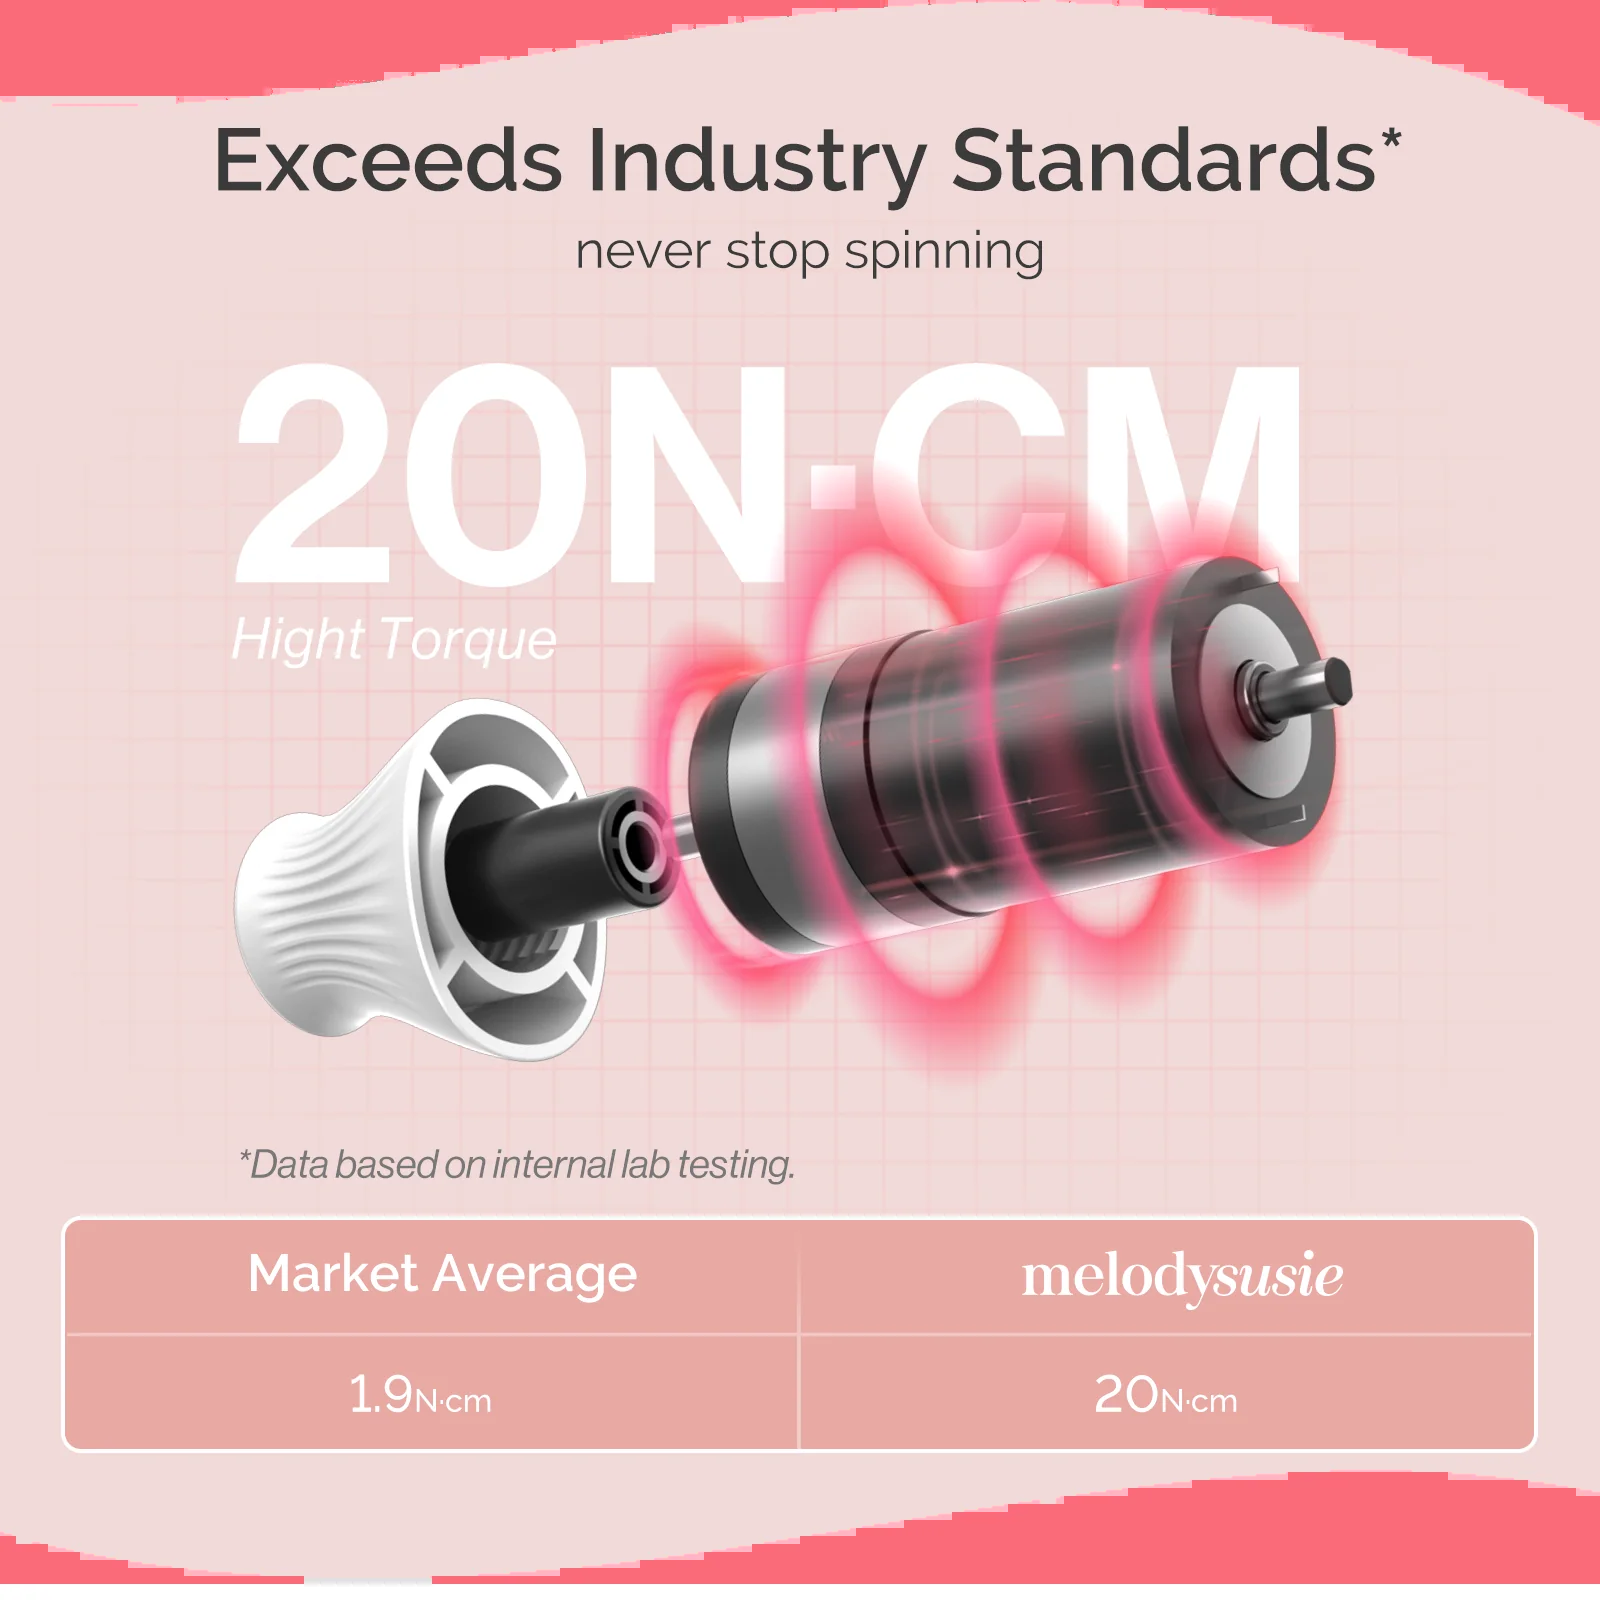 Exceeds Industry Standards*
never stop spinning
20N·CM
Hight Torque
*Data based on internal lab testing.
Market Average
melodysusie
1.9N·cm
20N·cm